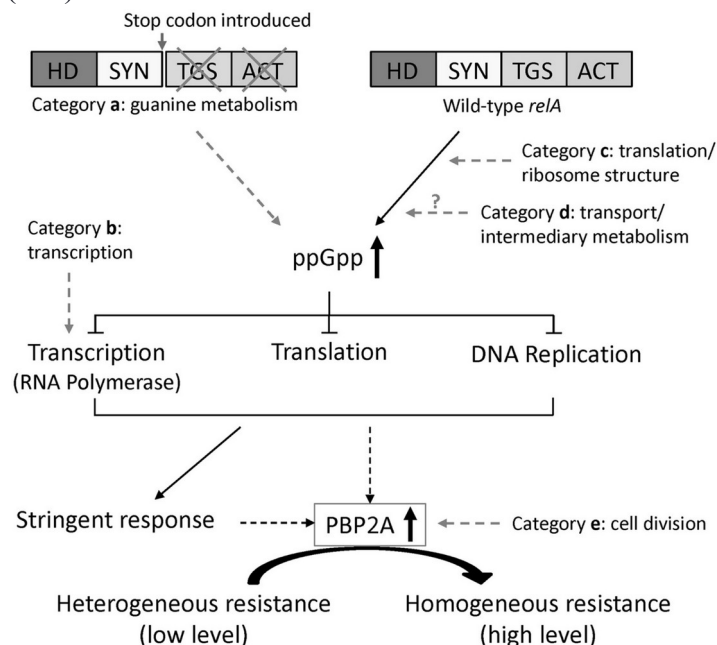 Stop codon introduced
HD SYN TGS ACT
HD SYN TGS ACT
Category a: guanine metabolism
Wild-type relA
Category c: translation/
ribosome structure
?
Category d: transport/
intermediary metabolism
Category b:
transcription
ppGpp
Transcription
(RNA Polymerase)
Translation
DNA Replication
Stringent response
PBP2A
Category e: cell division
Heterogeneous resistance
(low level)
Homogeneous resistance
(high level)